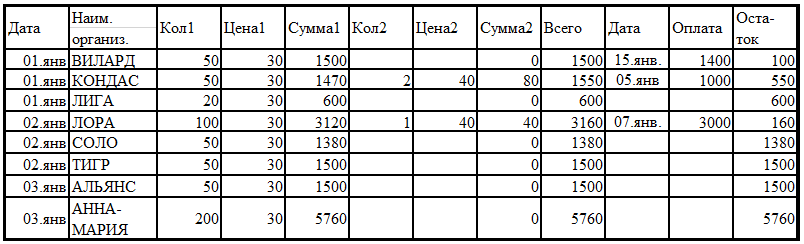 Дата Наим. организ. Кол1 Цена1 Сумма1 Кол2 Цена2 Сумма2 Всего Дата Оплата Оста-ток
01.янв ВИЛАРД 50 30 1500 0 1500 15.янв. 1400 100
01.янв КОНДАС 50 30 1470 2 40 80 1550 05.янв 1000 550
01.янв ЛИГА 20 30 600 0 600 600
02.янв ЛОРА 100 30 3120 1 40 40 3160 07.янв. 3000 160
02.янв СОЛО 50 30 1380 0 1380 1380
02.янв ТИГР 50 30 1500 0 1500 1500
03.янв АЛЬЯНС 50 30 1500 0 1500 1500
03.янв АННА-МАРИЯ 200 30 5760 0 5760 5760